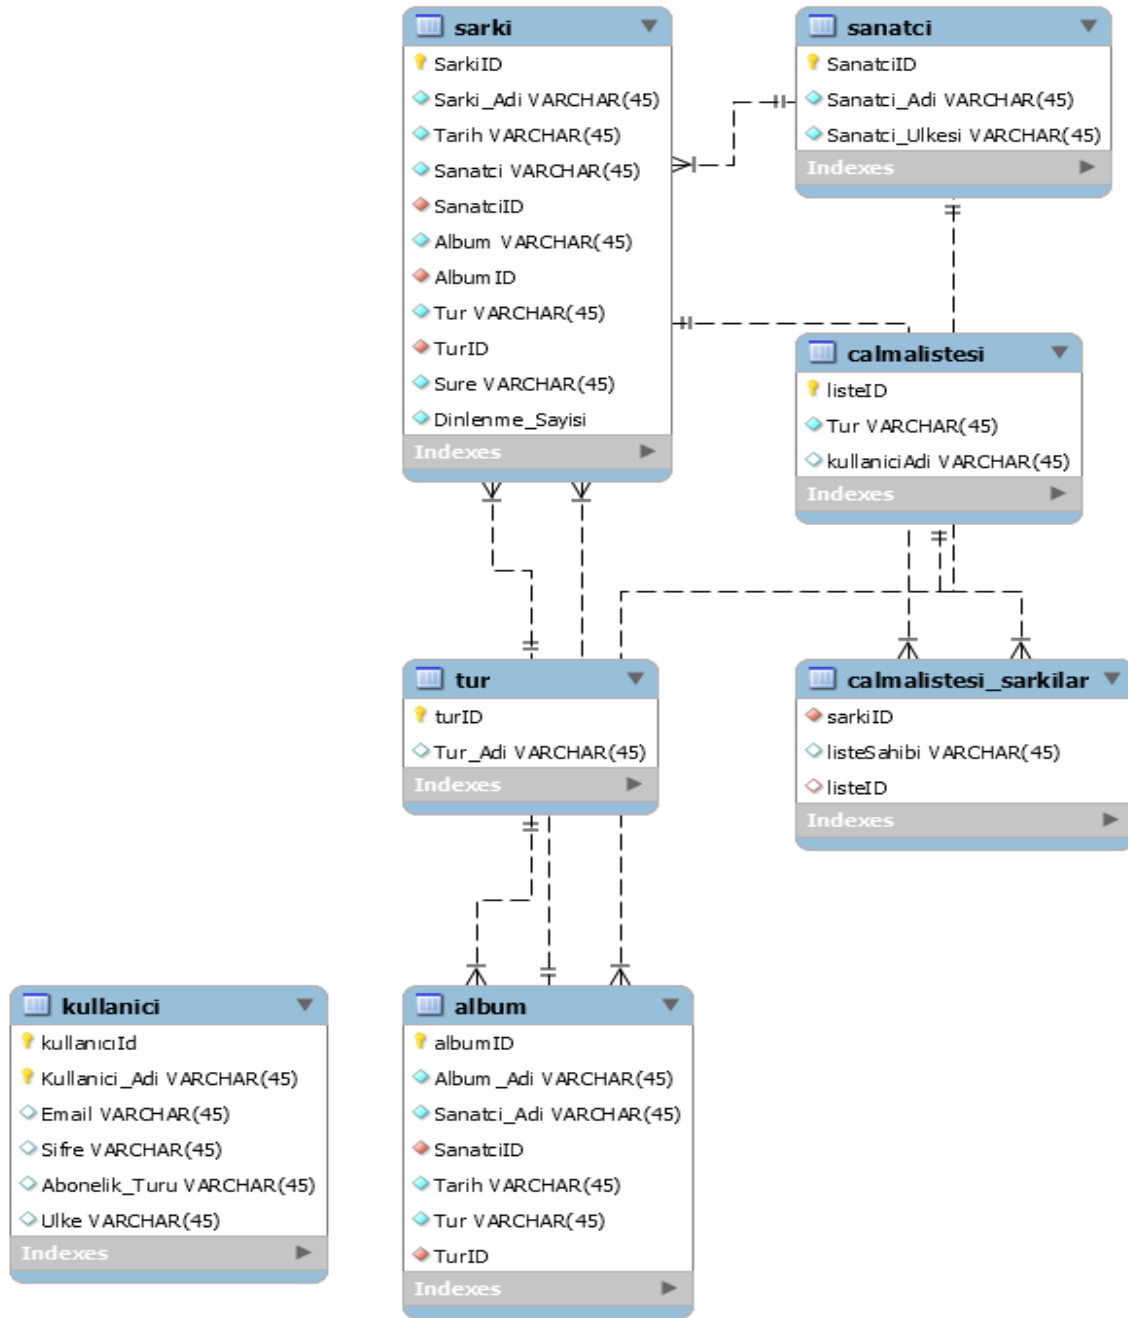 sarki
SarkiID
Sarki_Adi VARCHAR(45)
Tarih VARCHAR(45)
Sanatci VARCHAR(45)
SanatciID
Album VARCHAR(45)
AlbumID
Tur VARCHAR(45)
TurID
Sure VARCHAR(45)
Dinlenme_Sayisi
Indexes
sanatci
SanatciID
Sanatci_Adi VARCHAR(45)
Sanatci_Ulkesi VARCHAR(45)
Indexes
calmalistesi
listeID
Tur VARCHAR(45)
kullaniciAdi VARCHAR(45)
Indexes
tur
turID
Tur_Adi VARCHAR(45)
Indexes
calmalistesi_sarkilar
sarkiID
listeSahibi VARCHAR(45)
listeID
Indexes
kullanici
kullanıcıId
Kullanici_Adi VARCHAR(45)
Email VARCHAR(45)
Sifre VARCHAR(45)
Abonelik_Turu VARCHAR(45)
Ulke VARCHAR(45)
Indexes
album
albumID
Album_Adi VARCHAR(45)
Sanatci_Adi VARCHAR(45)
SanatciID
Tarih VARCHAR(45)
Tur VARCHAR(45)
TurID
Indexes